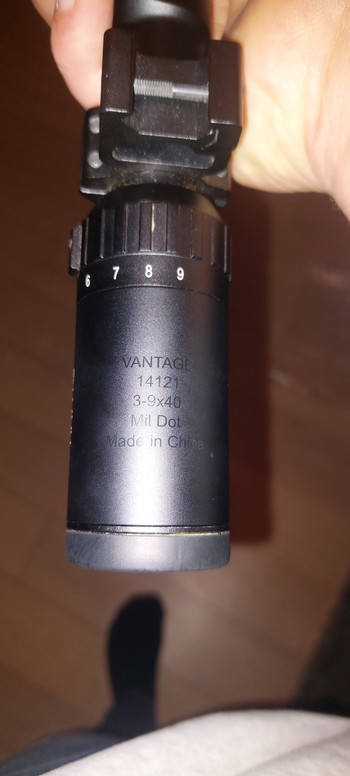 6 7 8 9
VANTAGE
14121
3-9x40
Mil Dot
Made in China